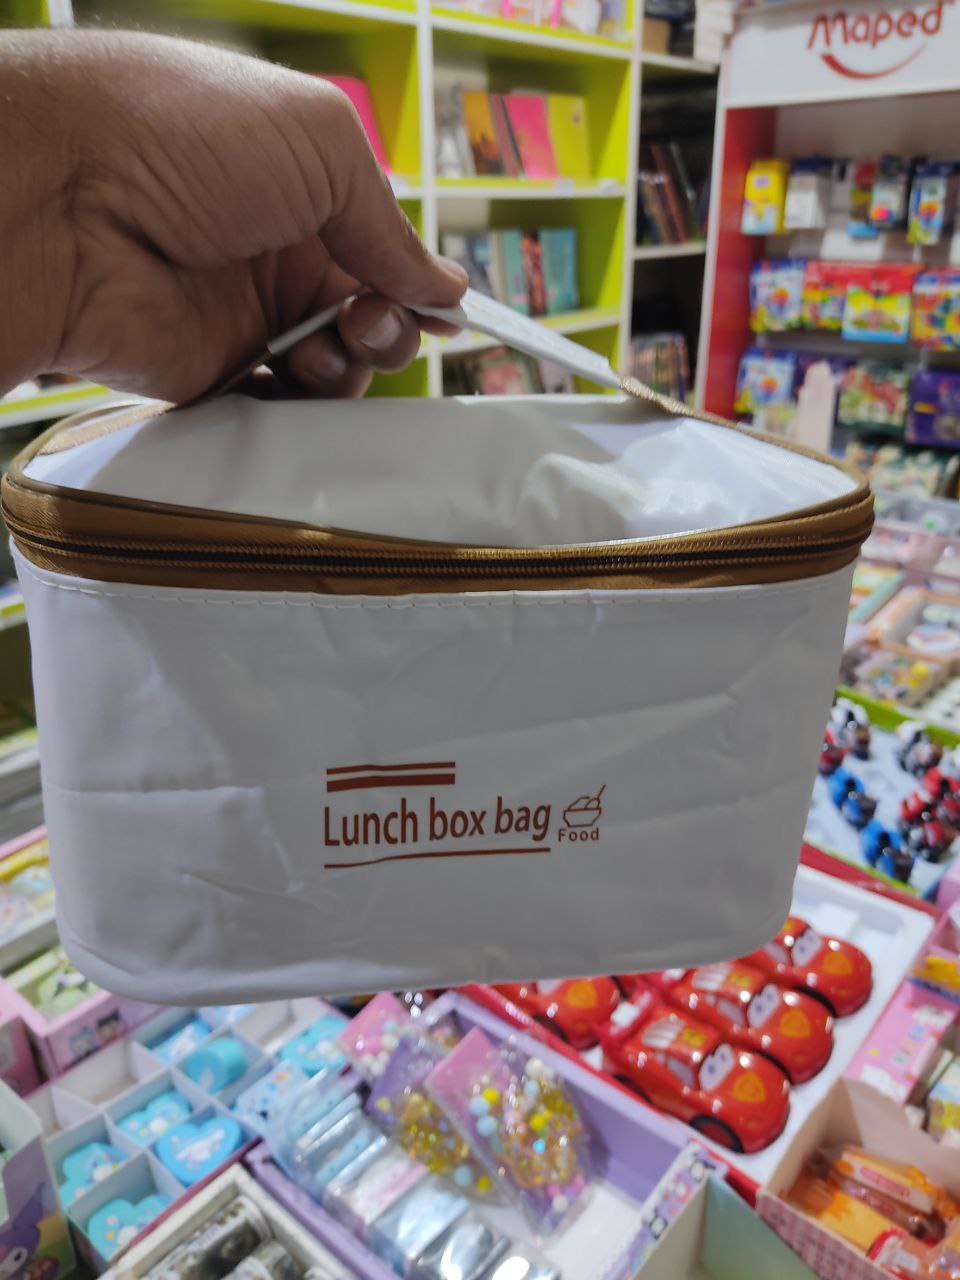 Maped
Lunch box bag
Food